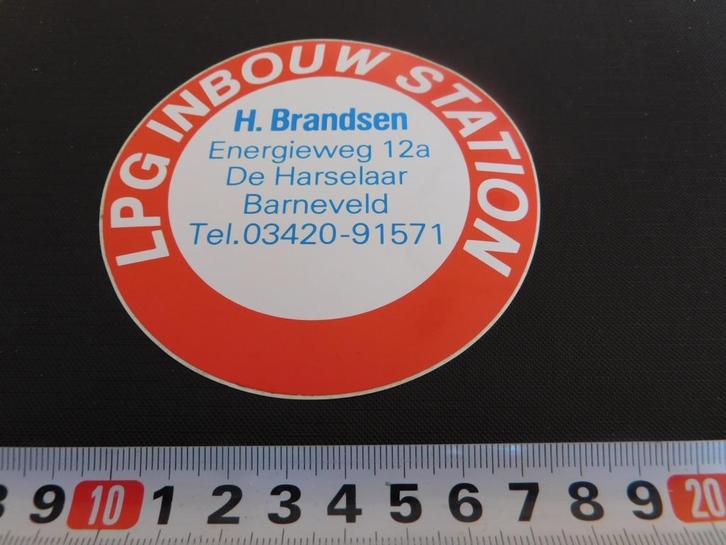 LPG INBOUW STATION
H. Brandsen
Energieweg 12a
De Harselaar
Barneveld
Tel.03420-91571
9 10 1 2 3 4 5 6 7 8 9 20